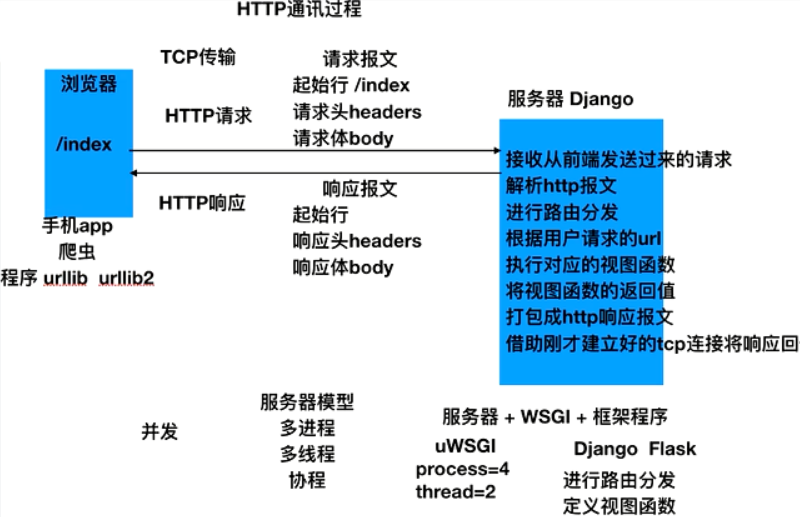 HTTP通讯过程
TCP传输
请求报文
浏览器
起始行 /index
服务器 Django
HTTP请求
请求头headers
/index
请求体body
接收从前端发送过来的请求
解析http报文
HTTP响应
响应报文
进行路由分发
起始行
手机app
响应头headers
根据用户请求的url
爬虫
响应体body
执行对应的视图函数
程序 urllib urllib2
将视图函数的返回值
打包成http响应报文
借助刚才建立好的tcp连接将响应回
服务器模型
服务器 + WSGI + 框架程序
并发
多进程
uWSGI
Django Flask
多线程
process=4
进行路由分发
协程
thread=2
定义视图函数